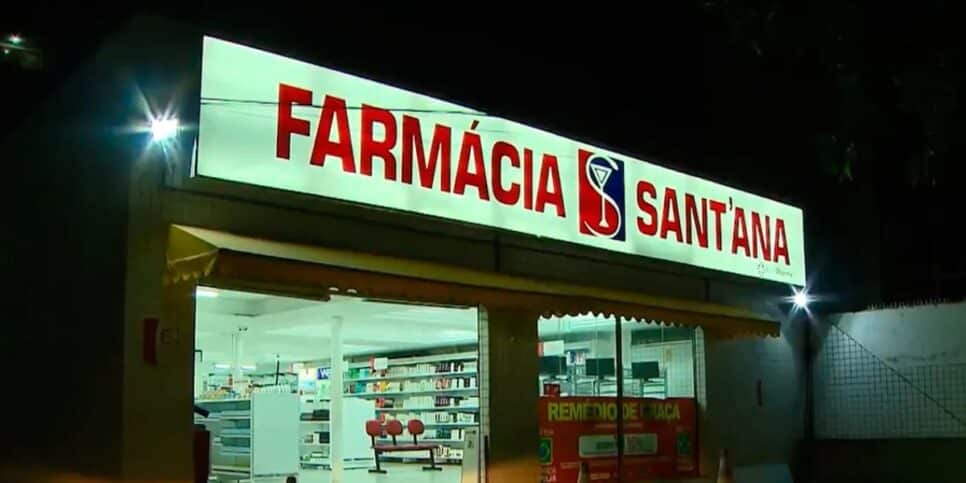 FARMÁCIA S SANT'ANA
REMÉDIO DE GRAÇA